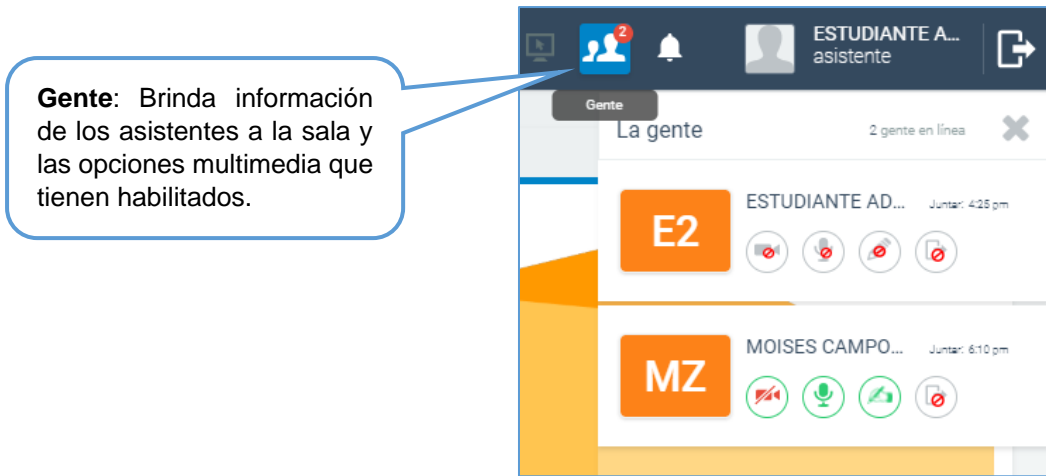 2
ESTUDIANTE A...
asistente
Gente: Brinda información
de los asistentes a la sala y
las opciones multimedia que
tienen habilitados.
Gente
La gente
2 gente en línea
E2
ESTUDIANTE AD...
Juntar: 4:25 pm
MZ
MOISES CAMPO...
Juntar: 6:10 pm